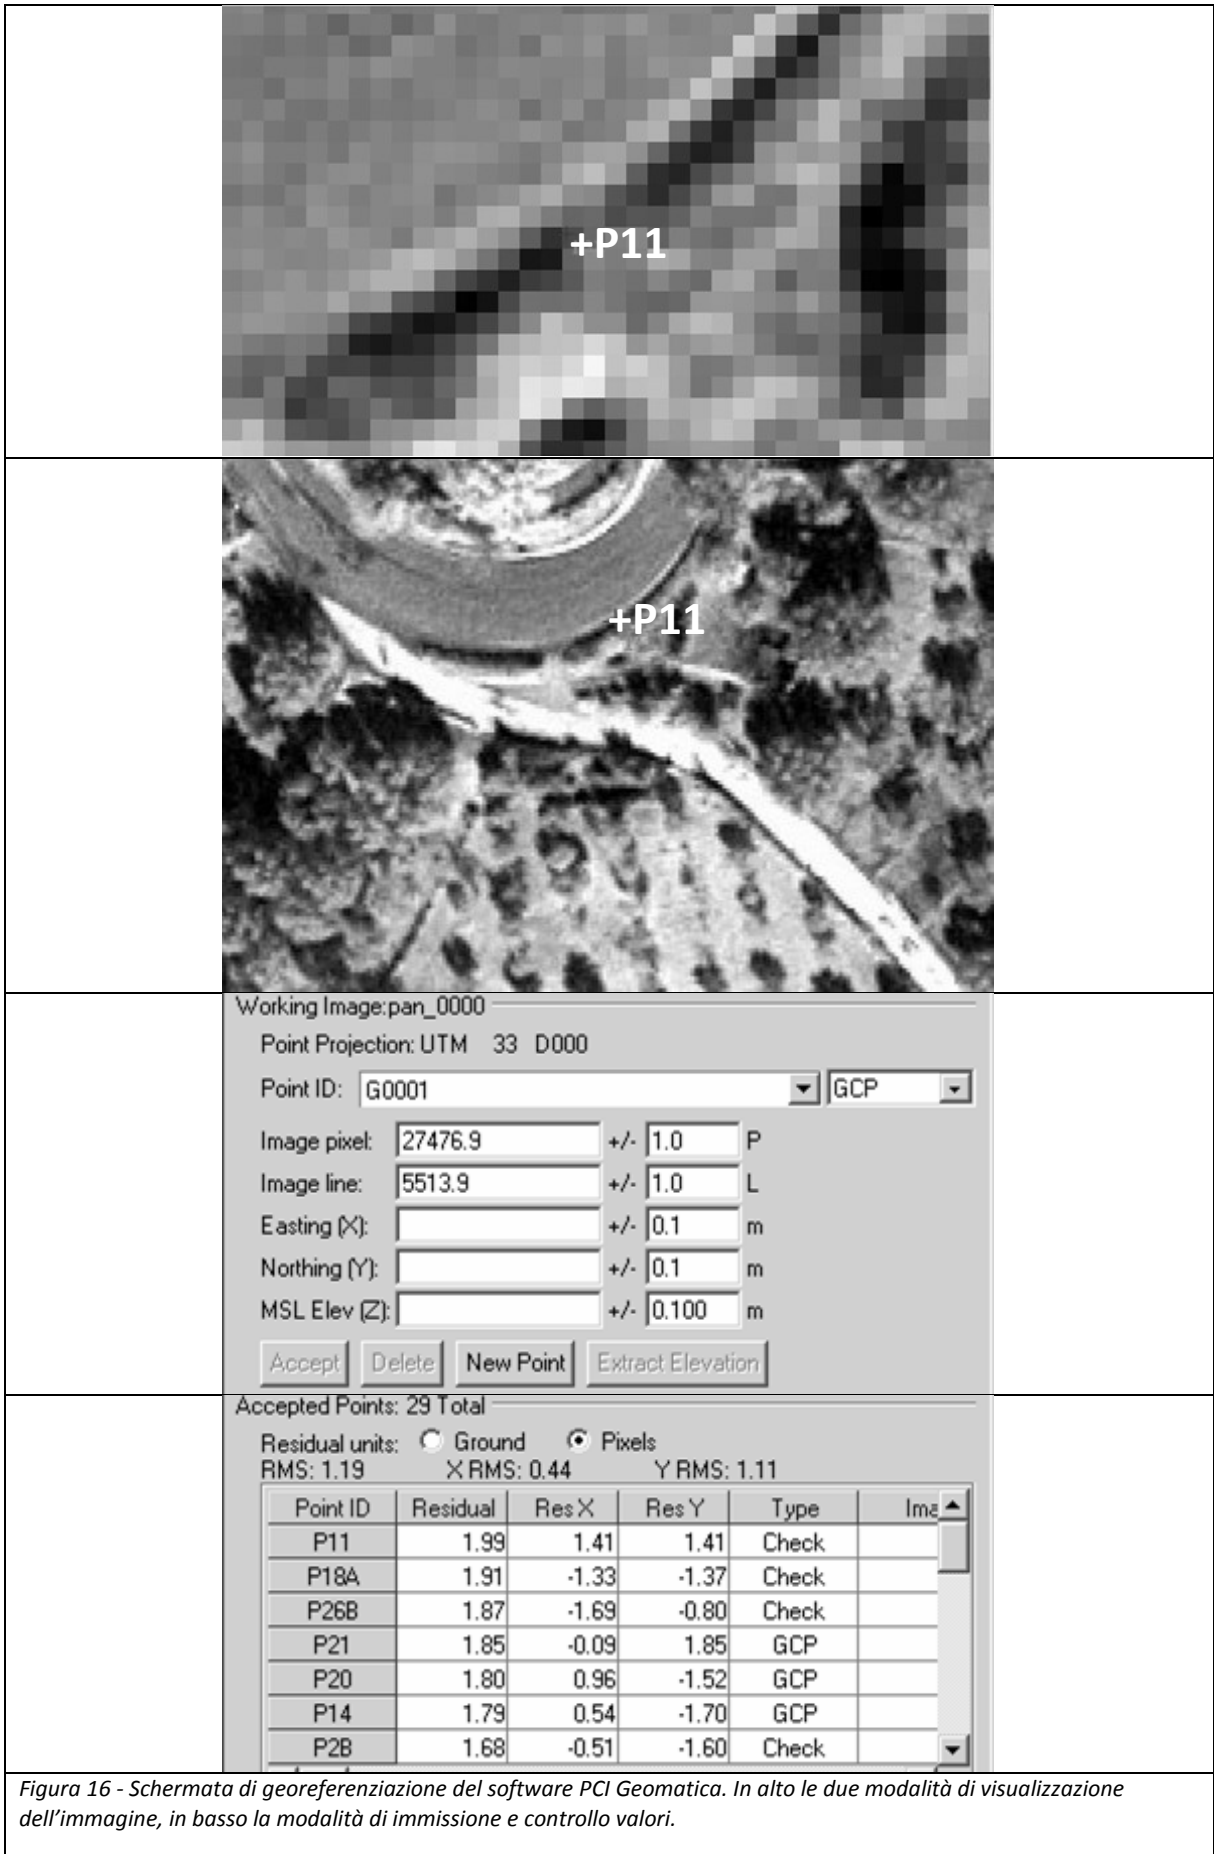 +P11
+P11
Working Image:pan_0000
Point Projection: UTM 33 D000
Point ID: G0001 GCP
Image pixel: 27476.9 +/- 1.0 P
Image line: 5513.9 +/- 1.0 L
Easting (X): +/- 0.1 m
Northing (Y): +/- 0.1 m
MSL Elev (Z): +/- 0.100 m
Accept Delete New Point Extract Elevation
Accepted Points: 29 Total
Residual units: Ground Pixels
RMS: 1.19 X RMS: 0.44 Y RMS: 1.11
Point ID Residual Res X Res Y Type Ima
P11 1.99 1.41 1.41 Check
P18A 1.91 -1.33 -1.37 Check
P26B 1.87 -1.69 -0.80 Check
P21 1.85 -0.09 1.85 GCP
P20 1.80 0.96 -1.52 GCP
P14 1.79 0.54 -1.70 GCP
P2B 1.68 -0.51 -1.60 Check
Figura 16 - Schermata di georeferenziazione del software PCI Geomatica. In alto le due modalità di visualizzazione
dell'immagine, in basso la modalità di immissione e controllo valori.